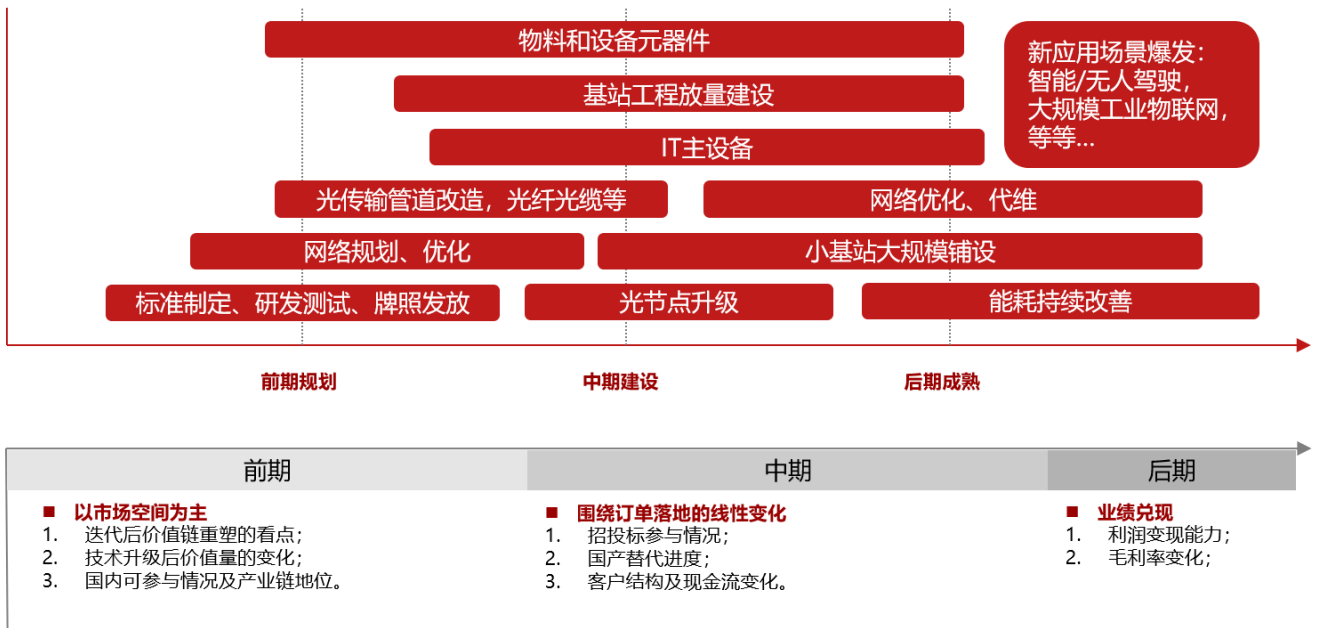 物料和设备元器件
新应用场景爆发：
智能/无人驾驶，
大规模工业物联网，
等等...
基站工程放量建设
IT主设备
光传输管道改造，光纤光缆等
网络优化、代维
网络规划、优化
小基站大规模铺设
标准制定、研发测试、牌照发放
光节点升级
能耗持续改善
前期规划
中期建设
后期成熟
前期
中期
后期
■ 以市场空间为主
1. 迭代后价值链重塑的看点；
2. 技术升级后价值量的变化；
3. 国内可参与情况及产业链地位。
■ 围绕订单落地的线性变化
1. 招投标参与情况；
2. 国产替代进度；
3. 客户结构及现金流变化。
■ 业绩兑现
1. 利润变现能力；
2. 毛利率变化；